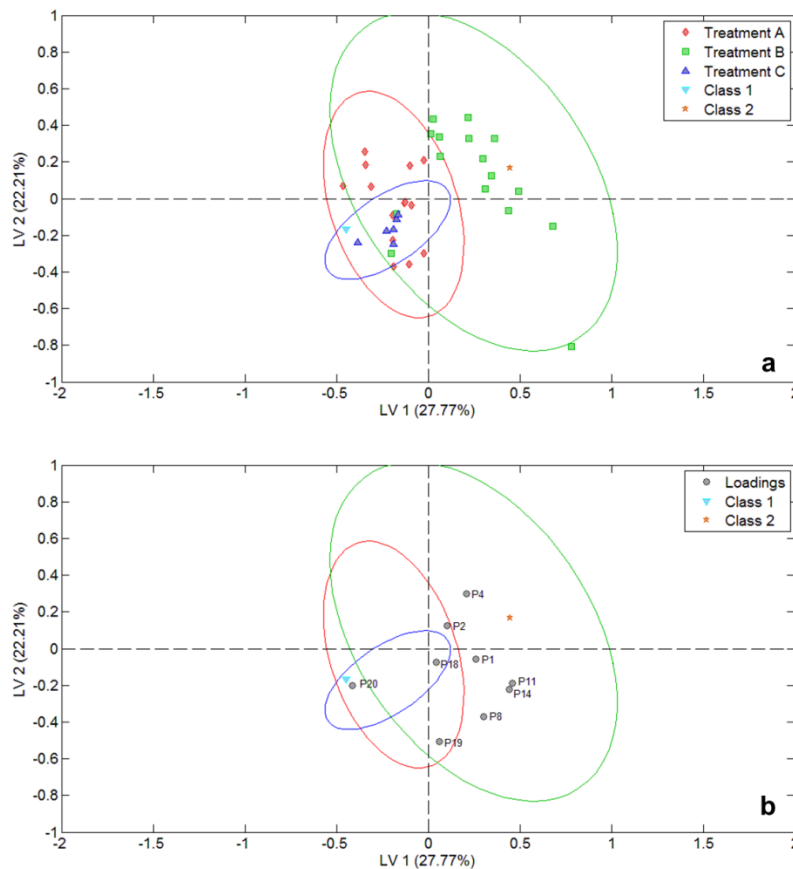 1
0.8
0.6
0.4
0.2
0
-0.2
-0.4
-0.6
-0.8
-1
-2
-1.5
-1
-0.5
0
0.5
1
1.5
2
LV 2 (22.21%)
LV 1 (27.77%)
Treatment A
Treatment B
Treatment C
Class 1
Class 2
a
1
0.8
0.6
0.4
0.2
0
-0.2
-0.4
-0.6
-0.8
-1
-2
-1.5
-1
-0.5
0
0.5
1
1.5
2
LV 2 (22.21%)
LV 1 (27.77%)
Loadings
Class 1
Class 2
P4
P2
P1
P18
P20
P11
P14
P8
P19
b